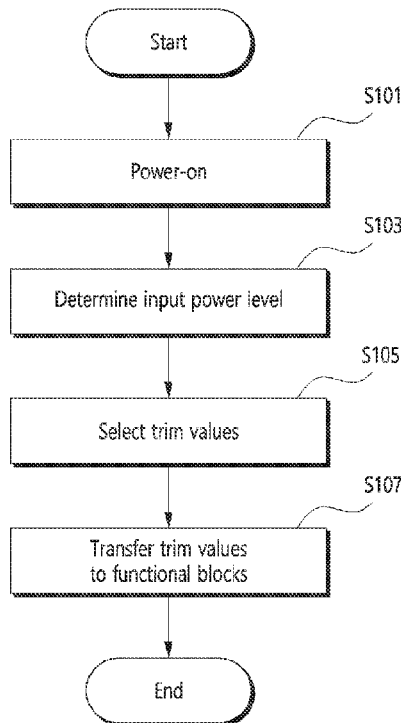 Start
S101
Power-on
S103
Determine input power level
S105
Select trim values
S107
Transfer trim values
to functional blocks
End